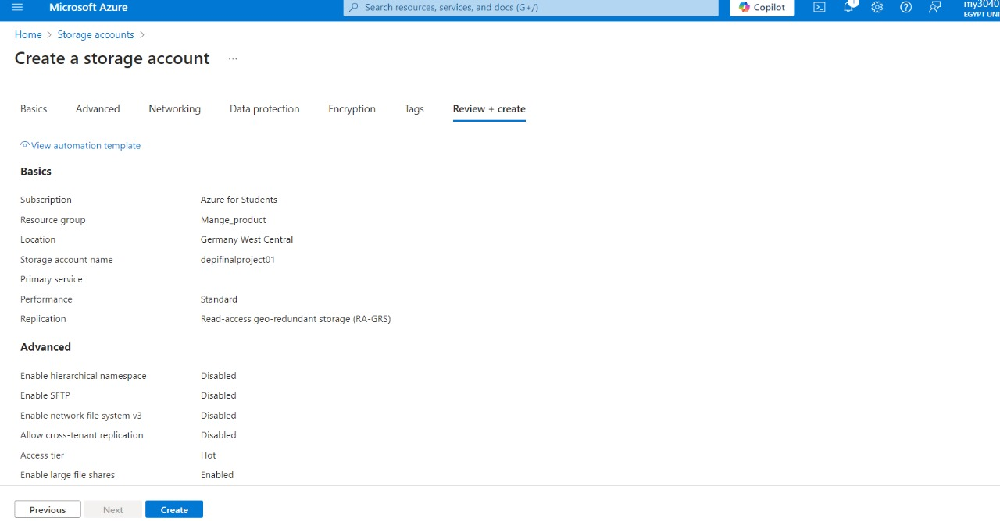 Microsoft Azure
Search resources, services, and docs (G+/)
Copilot
1
my3040
EGYPT UNI
Home > Storage accounts >
Create a storage account ...
Basics Advanced Networking Data protection Encryption Tags Review + create
View automation template
Basics
Subscription Azure for Students
Resource group Mange_product
Location Germany West Central
Storage account name depifinalproject01
Primary service
Performance Standard
Replication Read-access geo-redundant storage (RA-GRS)
Advanced
Enable hierarchical namespace Disabled
Enable SFTP Disabled
Enable network file system v3 Disabled
Allow cross-tenant replication Disabled
Access tier Hot
Enable large file shares Enabled
Previous Next Create